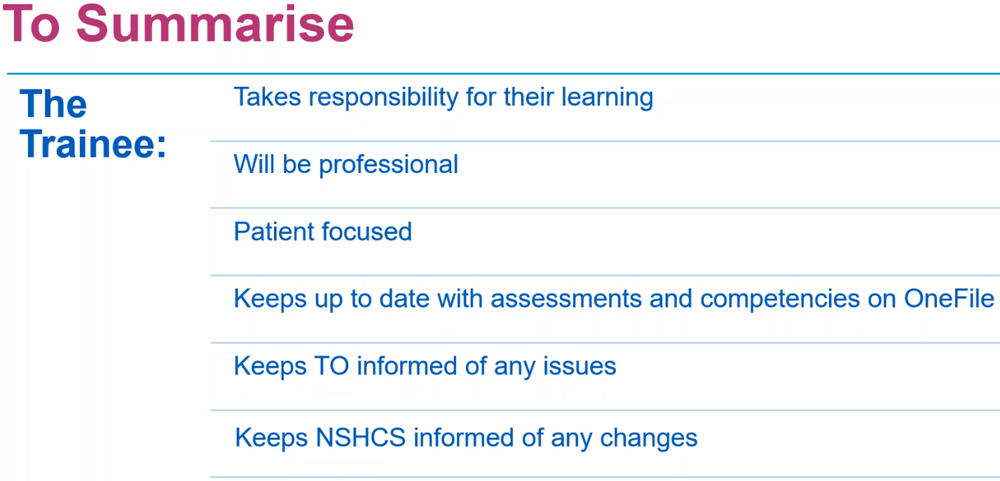 To Summarise
The
Trainee:
Takes responsibility for their learning
Will be professional
Patient focused
Keeps up to date with assessments and competencies on OneFile
Keeps TO informed of any issues
Keeps NSHCS informed of any changes